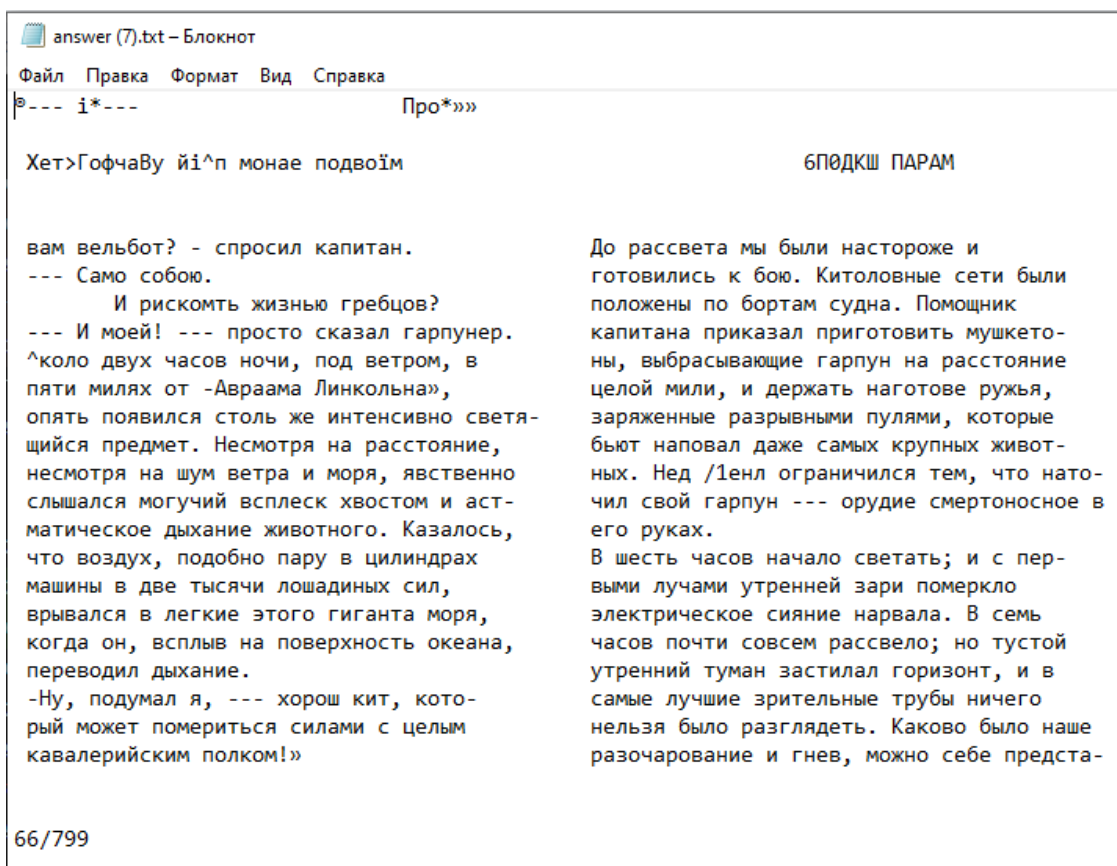 answer (7).txt – Блокнот
Файл Правка Формат Вид Справка
®--- і*--- Про*»»
Хет>ГофчаВу йі^п монае подвоїм
6П0ДКШ ПАРАМ
вам вельбот? - спросил капитан.
--- Само собою.
И рискомть жизнью гребцов?
--- И моей! --- просто сказал гарпунер.
^коло двух часов ночи, под ветром, в
пяти милях от -Авраама Линкольна»,
опять появился столь же интенсивно светя-
щийся предмет. Несмотря на расстояние,
несмотря на шум ветра и моря, явственно
слышался могучий всплеск хвостом и аст-
матическое дыхание животного. Казалось,
что воздух, подобно пару в цилиндрах
машины в две тысячи лошадиных сил,
врывался в легкие этого гиганта моря,
когда он, всплыв на поверхность океана,
переводил дыхание.
-Ну, подумал я, --- хорош кит, кото-
рый может помериться силами с целым
кавалерийским полком!»
До рассвета мы были настороже и
готовились к бою. Китоловные сети были
положены по бортам судна. Помощник
капитана приказал приготовить мушкето-
ны, выбрасывающие гарпун на расстояние
целой мили, и держать наготове ружья,
заряженные разрывными пулями, которые
бьют наповал даже самых крупных живот-
ных. Нед /1енл ограничился тем, что нато-
чил свой гарпун --- орудие смертоносное в
его руках.
В шесть часов начало светать; и с пер-
выми лучами утренней зари померкло
электрическое сияние нарвала. В семь
часов почти совсем рассвело; но тустой
утренний туман застилал горизонт, и в
самые лучшие зрительные трубы ничего
нельзя было разглядеть. Каково было наше
разочарование и гнев, можно себе предста-
66/799